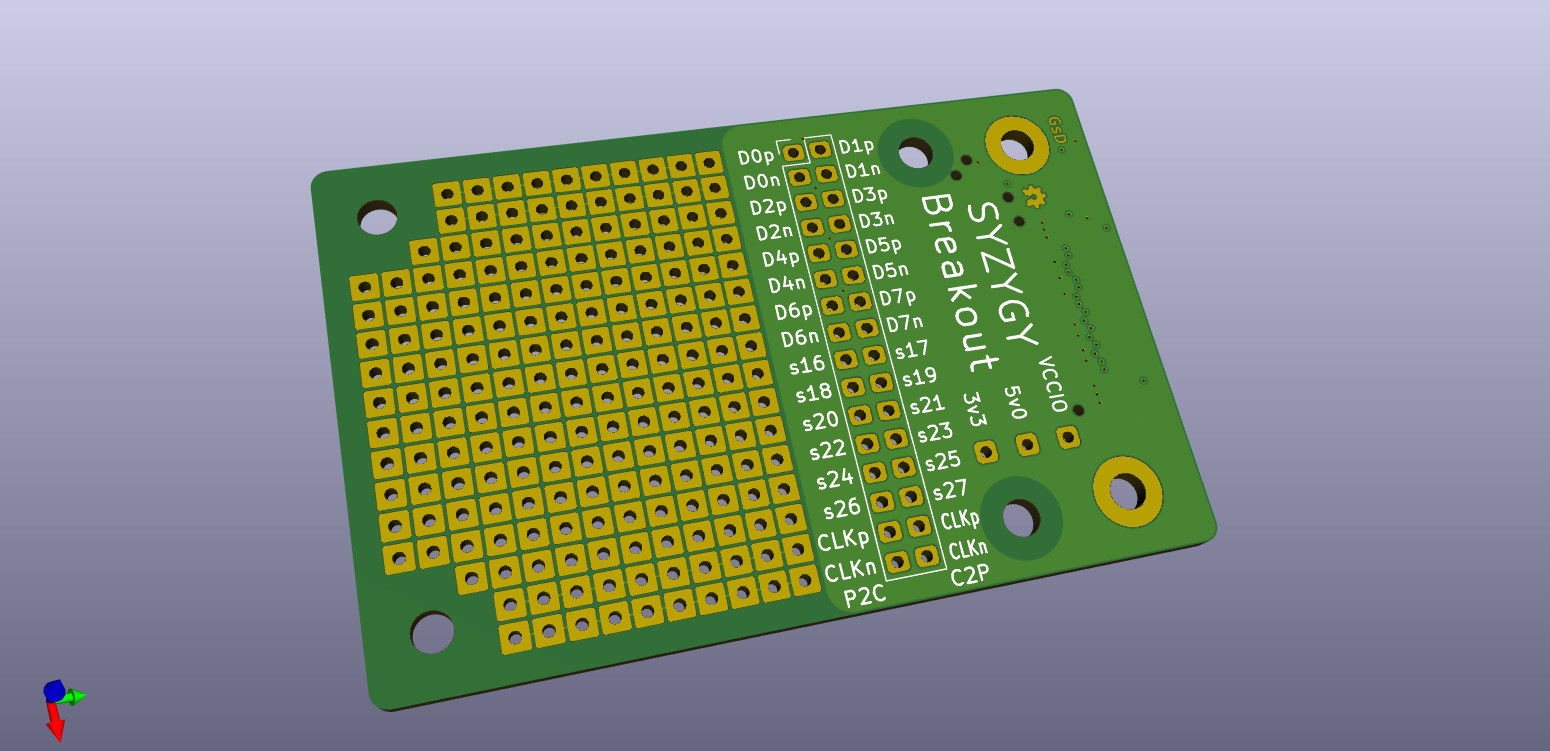 D0p D1p
D0n D1n
D2p D3p
D2n D3n
D4p D5p
D4n D5n
D6p D7p
D6n D7n
s16 s17
s18 s19
s20 s21
s22 s23
s24 s25
s26 s27
CLKp CLKp
CLKn CLKn
P2C C2P
SYZYGY
Breakout
3v3
5v0
VCCIO
GsD